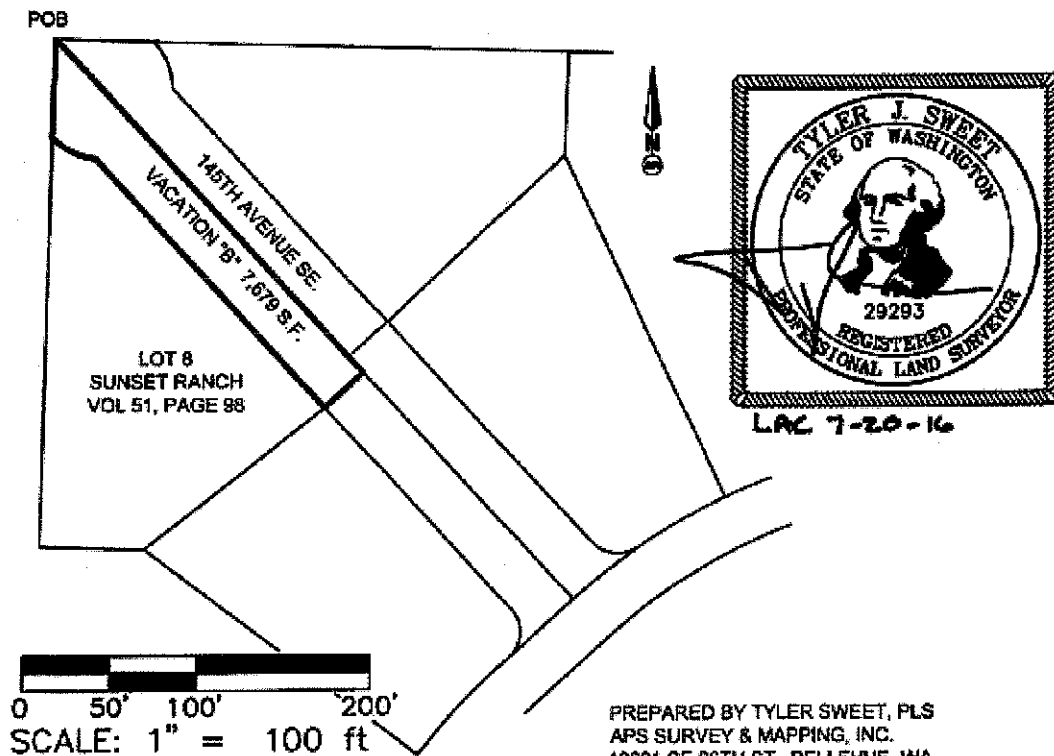 POB
N
145TH AVENUE SE.
VACATION "B" 7,679 S.F.
LOT 8
SUNSET RANCH
VOL 51, PAGE 98
TYLER J. SWEET
STATE OF WASHINGTON
29293
REGISTERED
PROFESSIONAL LAND SURVEYOR
LAC 7-20-16
0 50' 100' 200'
SCALE: 1" = 100 ft
PREPARED BY TYLER SWEET, PLS
APS SURVEY & MAPPING, INC.